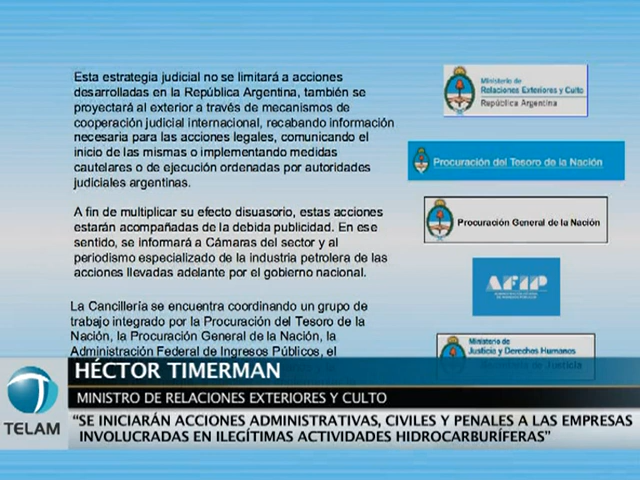 Esta estrategia judicial no se limitará a acciones
desarrolladas en la República Argentina, también se
proyectará al exterior a través de mecanismos de
cooperación judicial internacional, recabando información
necesaria para las acciones legales, comunicando el
inicio de las mismas o implementando medidas
cautelares o de ejecución ordenadas por autoridades
judiciales argentinas.
A fin de multiplicar su efecto disuasorio, estas acciones
estarán acompañadas de la debida publicidad. En ese
sentido, se informará a Cámaras del sector y al
periodismo especializado de la industria petrolera de las
acciones llevadas adelante por el gobierno nacional.
La Cancillería se encuentra coordinando un grupo de
trabajo integrado por la Procuración del Tesoro de la
Nación, la Procuración General de la Nación, la
Administración Federal de Ingresos Públicos, el
Ministerio de
Relaciones Exteriores y Culto
República Argentina
Procuración del Tesoro de la Nación
Procuración General de la Nación
AFIP
Ministerio de
Justicia y Derechos Humanos
HÉCTOR TIMERMAN
MINISTRO DE RELACIONES EXTERIORES Y CULTO
TELAM
“SE INICIARÁN ACCIONES ADMINISTRATIVAS, CIVILES Y PENALES A LAS EMPRESAS
INVOLUCRADAS EN ILEGÍTIMAS ACTIVIDADES HIDROCARBURÍFERAS”